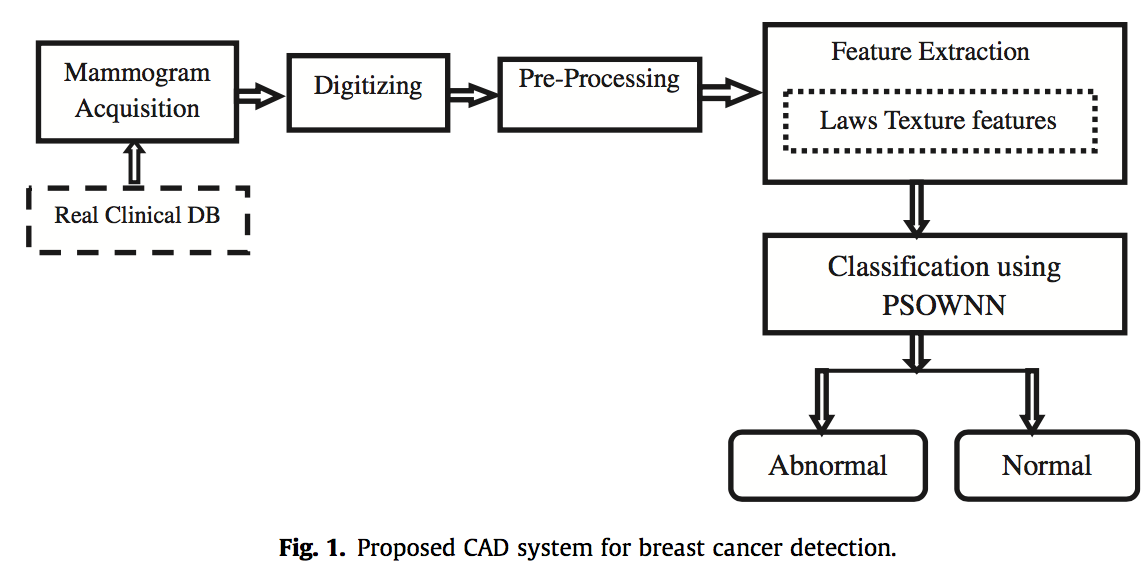 Mammogram
Acquisition
Digitizing
Pre-Processing
Feature Extraction
Laws Texture features
Real Clinical DB
Classification using
PSOWNN
Abnormal
Normal
Fig. 1. Proposed CAD system for breast cancer detection.